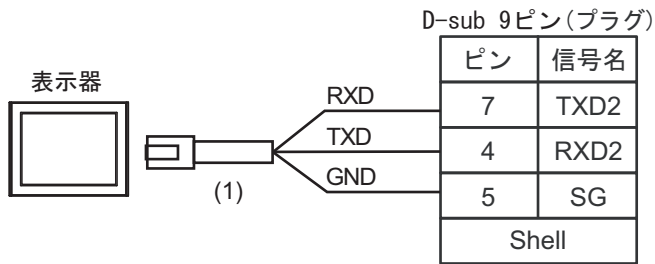 D-sub 9ピン(プラグ)
ピン 信号名
表示器
RXD 7 TXD2
TXD 4 RXD2
GND 5 SG
(1)
Shell